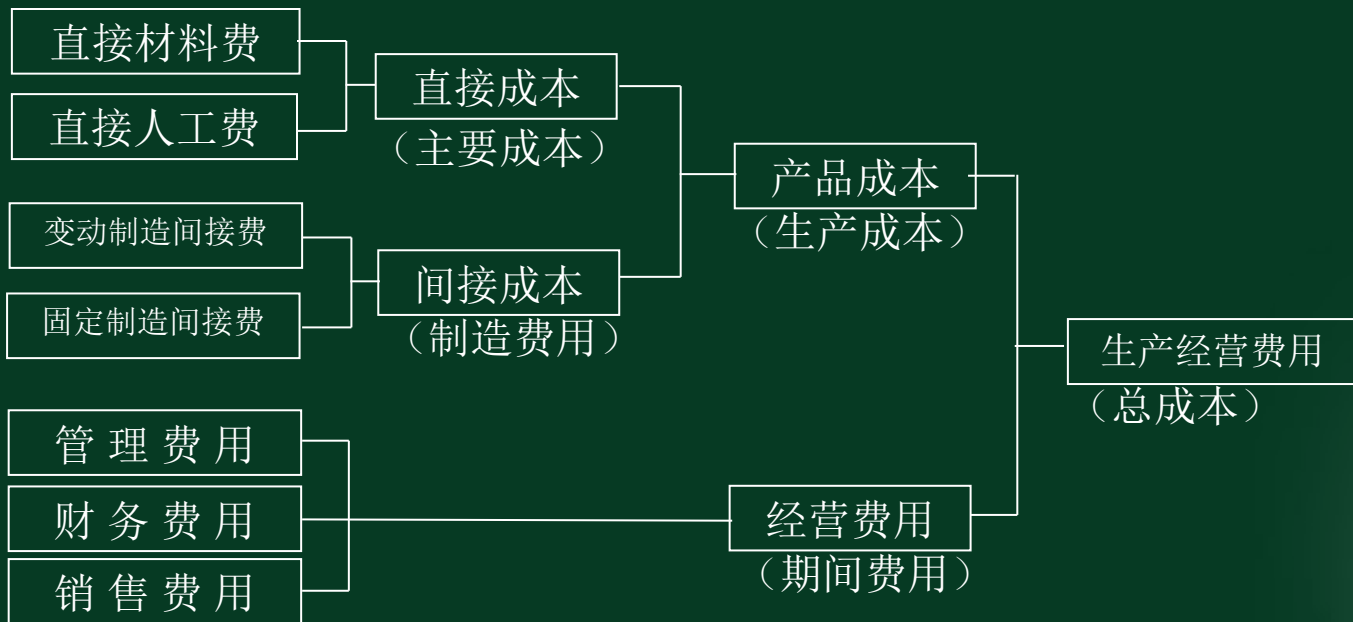 直接材料费
直接人工费
直接成本
（主要成本）
变动制造间接费
固定制造间接费
间接成本
（制造费用）
产品成本
（生产成本）
管理费用
财务费用
销售费用
经营费用
（期间费用）
生产经营费用
（总成本）